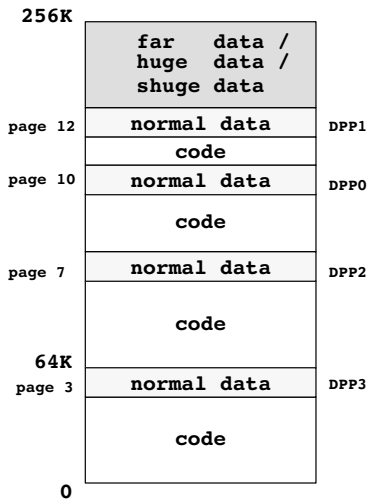 256K
far data /
huge data /
shuge data
page 12 normal data DPP1
code
page 10 normal data DPP0
code
page 7 normal data DPP2
code
64K
page 3 normal data DPP3
code
0